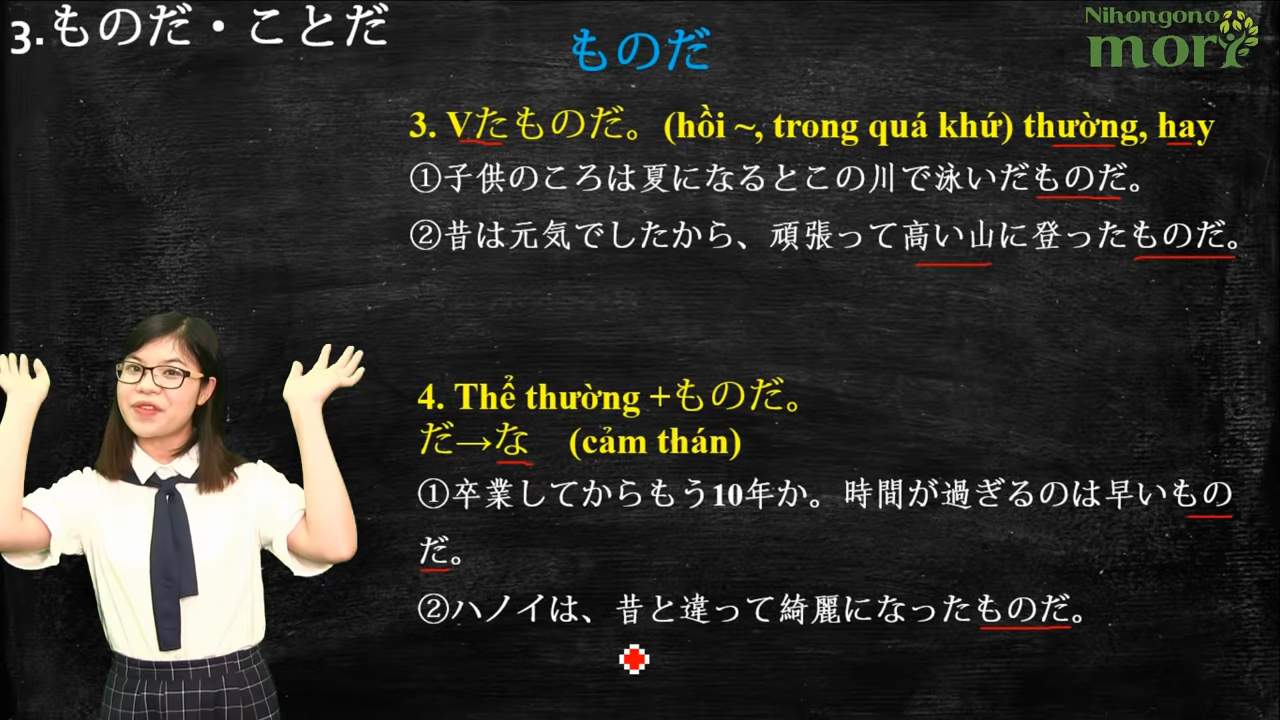 3.ものだ・ことだ
ものだ
Nihongono
mori
3. Vたものだ。(hồi ~, trong quá khứ) thường, hay
①子供のころは夏になるとこの川で泳いだものだ。
②昔は元気でしたから、頑張って高い山に登ったものだ。
4. Thể thường +ものだ。
だ→な (cảm thán)
①卒業してからもう10年か。時間が過ぎるのは早いもの
だ。
②ハノイは、昔と違って綺麗になったものだ。